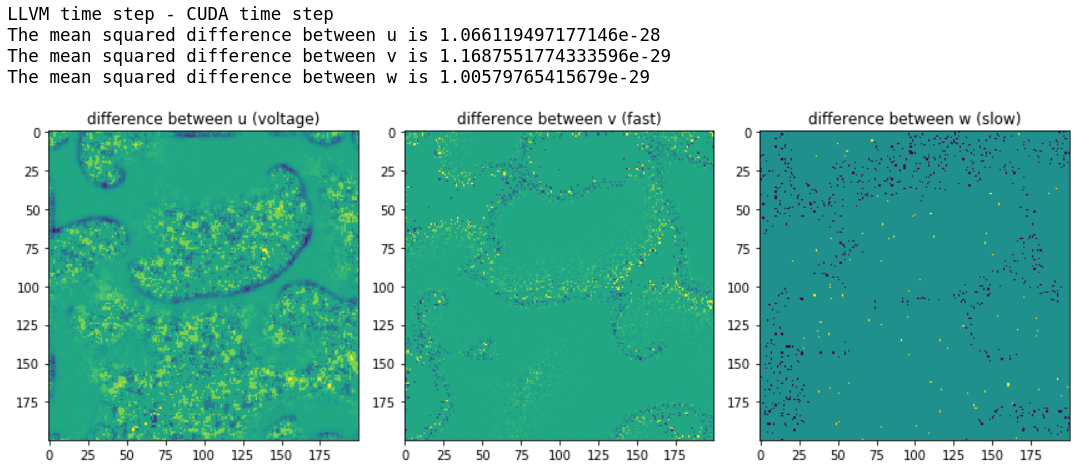 LLVM time step - CUDA time step
The mean squared difference between u is 1.066119497177146e-28
The mean squared difference between v is 1.1687551774333596e-29
The mean squared difference between w is 1.00579765415679e-29
difference between u (voltage) difference between v (fast) difference between w (slow)
0 0 0
25 25 25
50 50 50
75 75 75
100 100 100
125 125 125
150 150 150
175 175 175
0 25 50 75 100 125 150 175 0 25 50 75 100 125 150 175 0 25 50 75 100 125 150 175